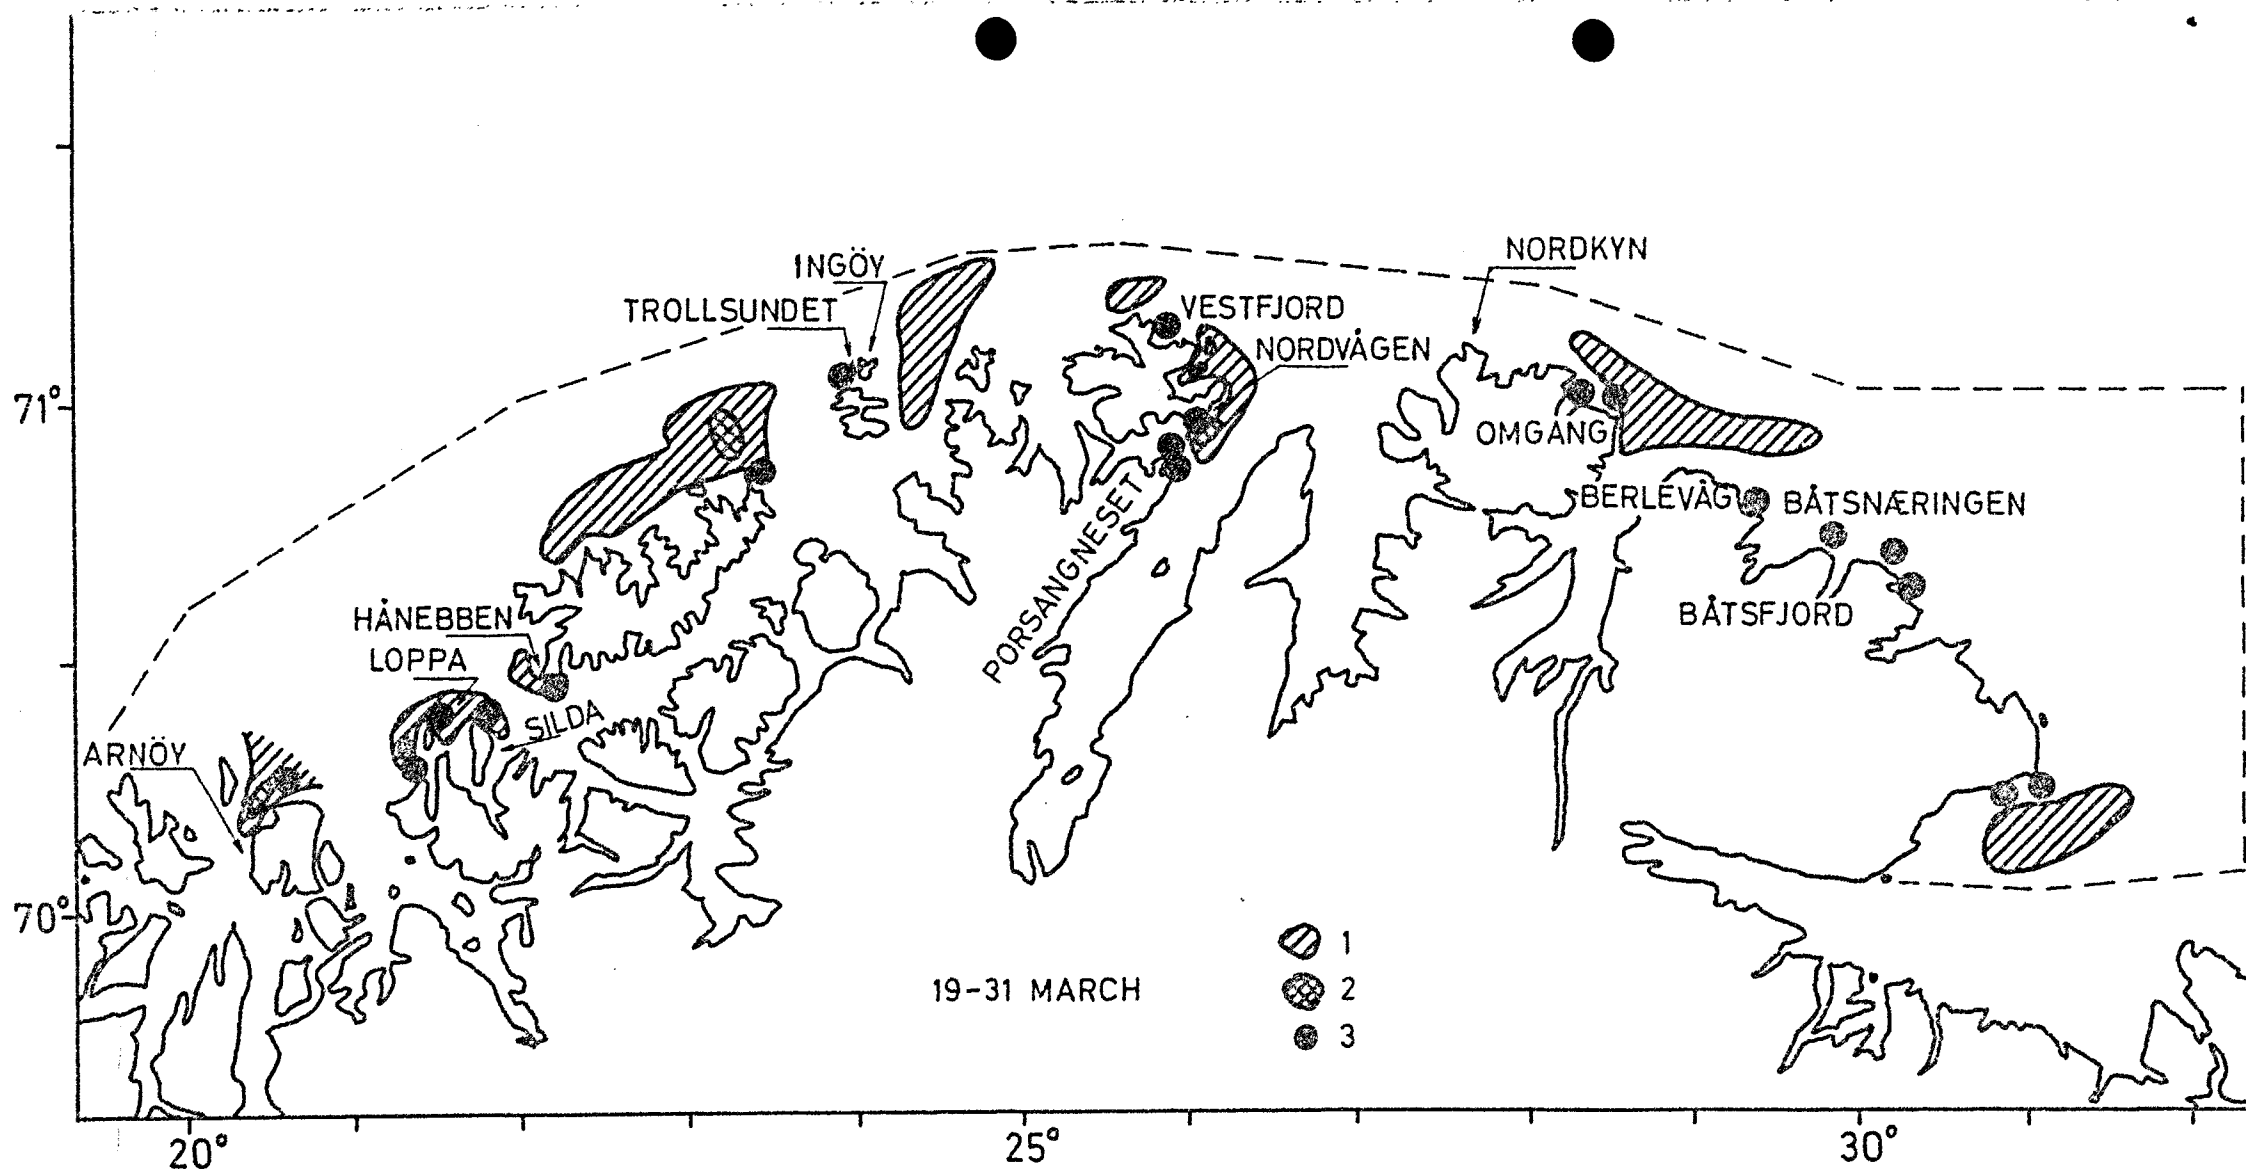 NORDKYN
INGÖY
TROLLSUNDET
VESTFJORD
NORDVÅGEN
71°
OMGANG
BERLEVÅG
BÅTSNÆRINGEN
PORSANGNESET
HÅNEBBEN
BÅTSFJORD
LOPPA
SILDA
ARNÖY
70°
1
19-31 MARCH
2
3
20°
25°
30°